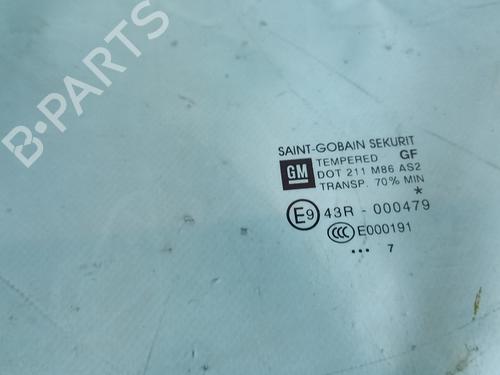 B-PARTS
SAINT-GOBAIN SEKURIT
GM TEMPERED GF
DOT 211 M86 AS2
TRANSP. 70% MIN
*
E9 43R - 000479
CCC E000191
••• 7